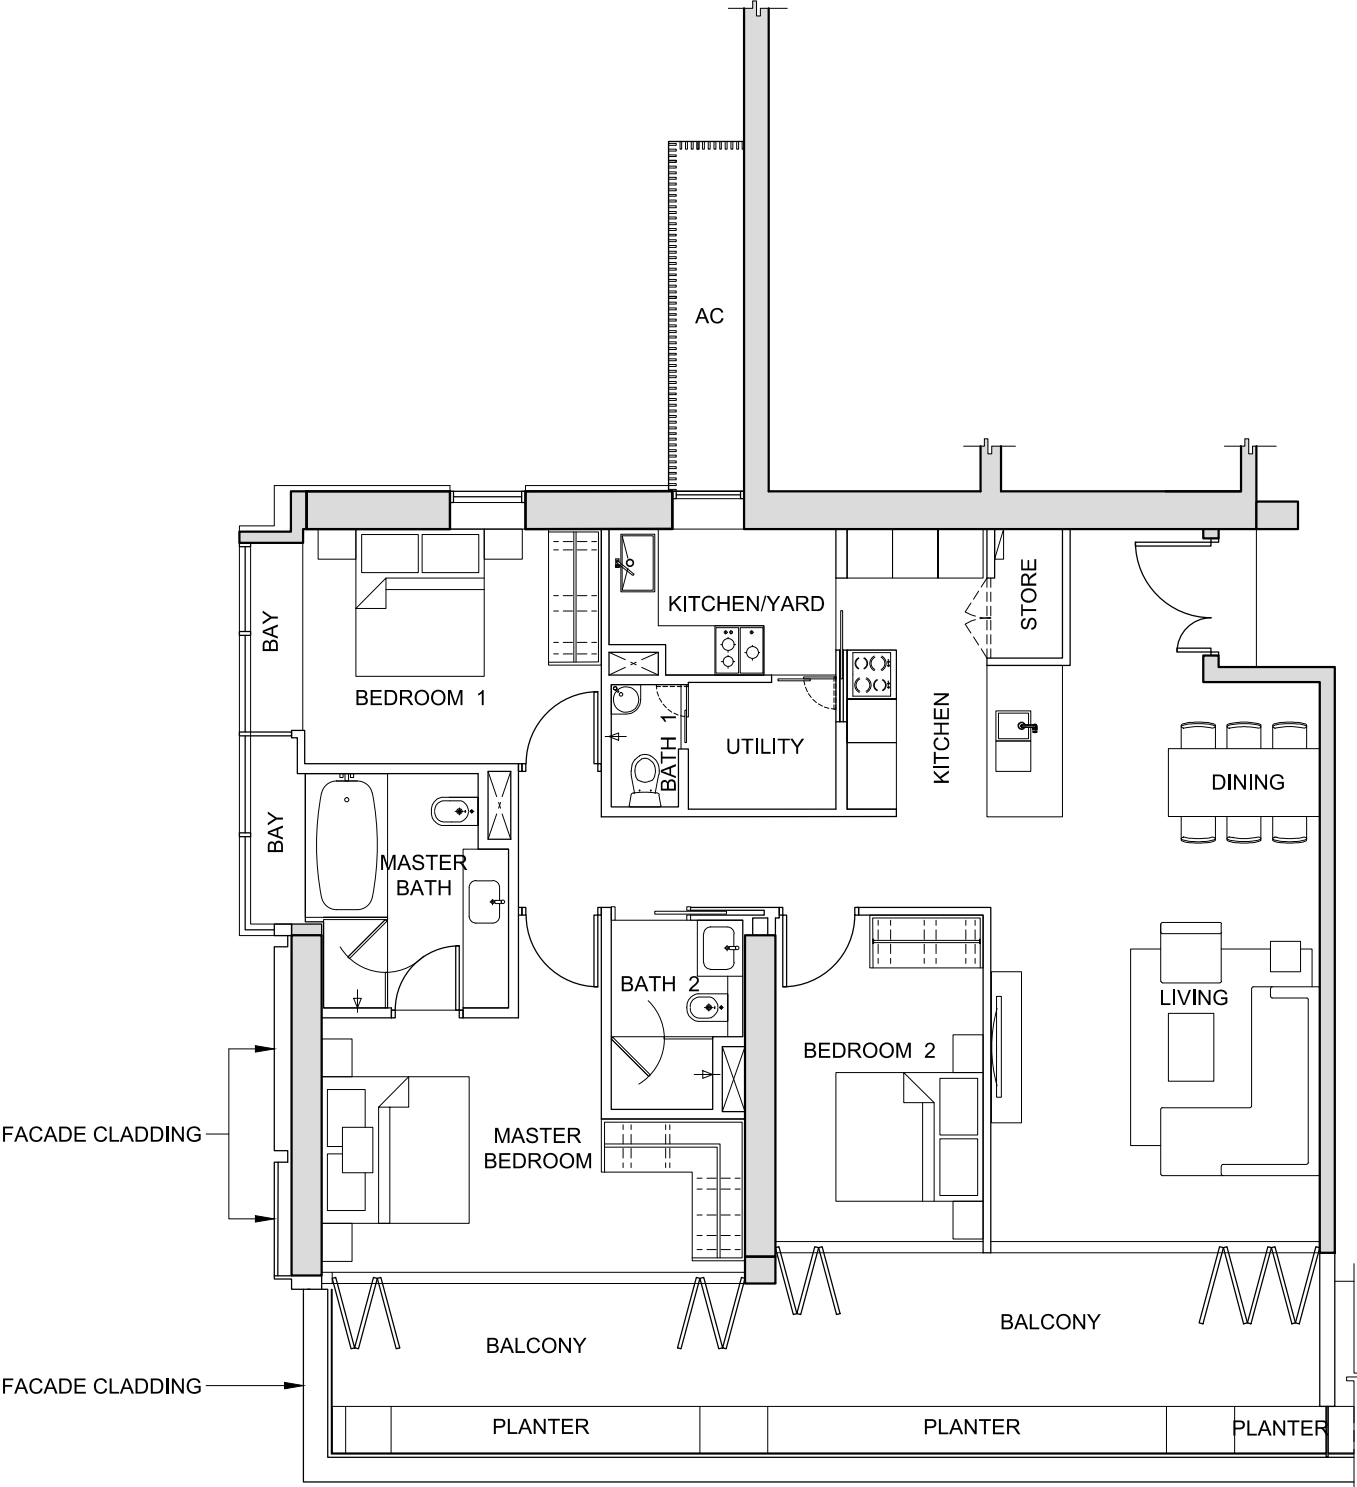 AC
KITCHEN/YARD
STORE
BAY
BEDROOM 1
BATH 1
UTILITY
KITCHEN
DINING
BAY
MASTER
BATH
BATH 2
LIVING
BEDROOM 2
FACADE CLADDING
MASTER
BEDROOM
BALCONY
BALCONY
FACADE CLADDING
PLANTER
PLANTER
PLANTER